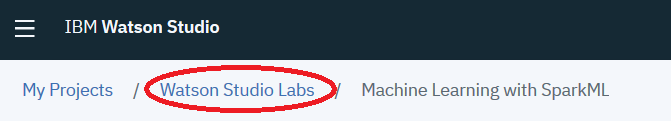 IBM Watson Studio
My Projects / Watson Studio Labs / Machine Learning with SparkML